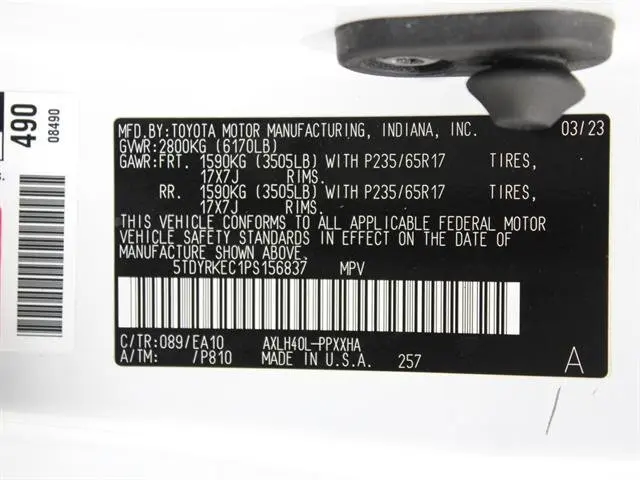 490
08490
s.
MFD.BY:TOYOTA MOTOR MANUFACTURING, INDIANA, INC. 03/23
GVWR:2800KG (6170LB)
GAWR:FRT. 1590KG (3505LB) WITH P235/65R17 TIRES,
17X7J RIMS.
RR. 1590KG (3505LB) WITH P235/65R17 TIRES,
17X7J RIMS.
THIS VEHICLE CONFORMS TO ALL APPLICABLE FEDERAL MOTOR
VEHICLE SAFETY STANDARDS IN EFFECT ON THE DATE OF
MANUFACTURE SHOWN ABOVE.
5TDYRKEC1PS156837 MPV
C/TR:089/EA10 AXLH40L-PPXXHA
A/TM: /P810 MADE IN U.S.A. 257 A